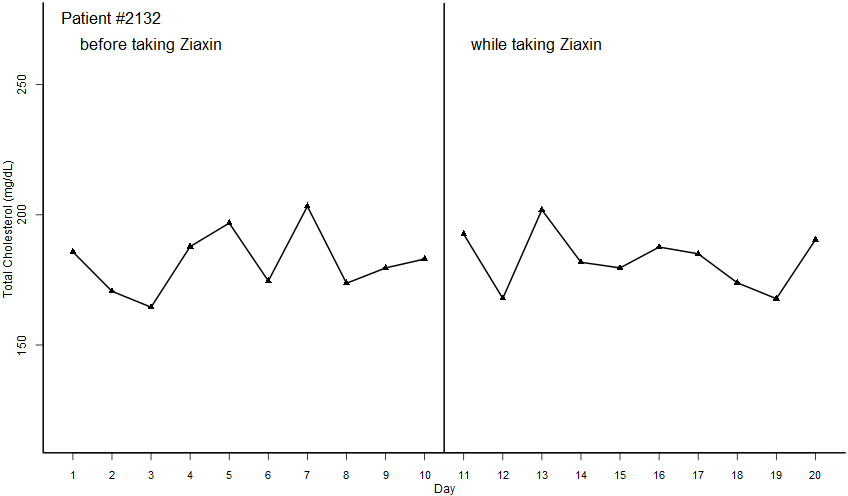 Patient #2132
before taking Ziaxin
while taking Ziaxin
Total Cholesterol (mg/dL)
250
200
150
1 2 3 4 5 6 7 8 9 10 11 12 13 14 15 16 17 18 19 20
Day